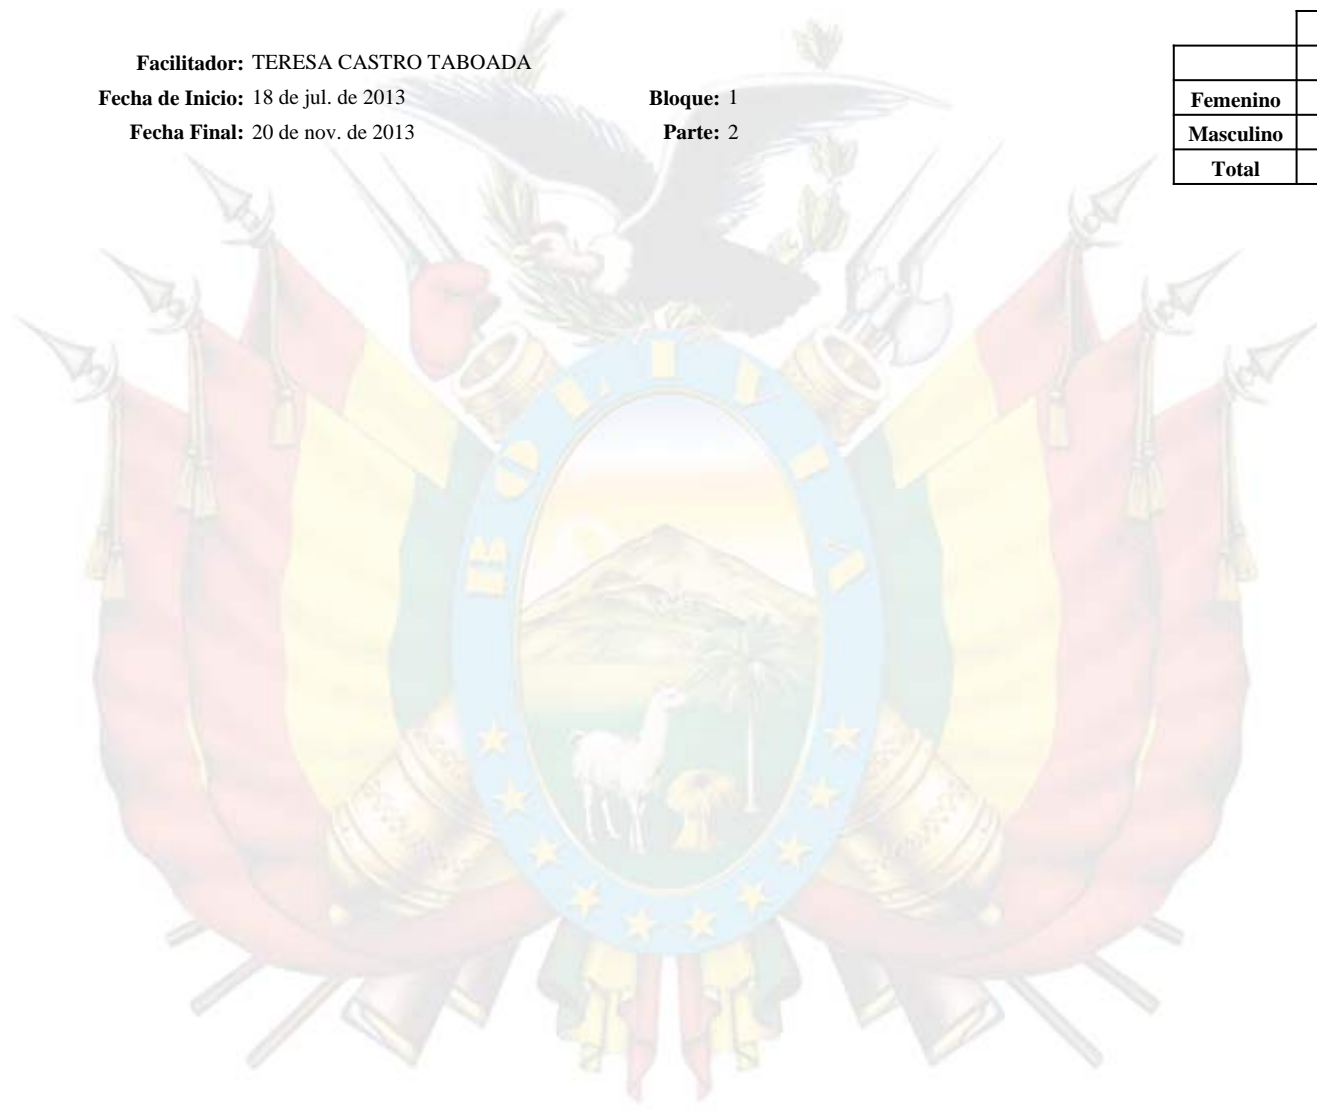 Facilitador: TERESA CASTRO TABOADA
Fecha de Inicio: 18 de jul. de 2013 Bloque: 1
Fecha Final: 20 de nov. de 2013 Parte: 2
Femenino
Masculino
Total
BOLIVIA